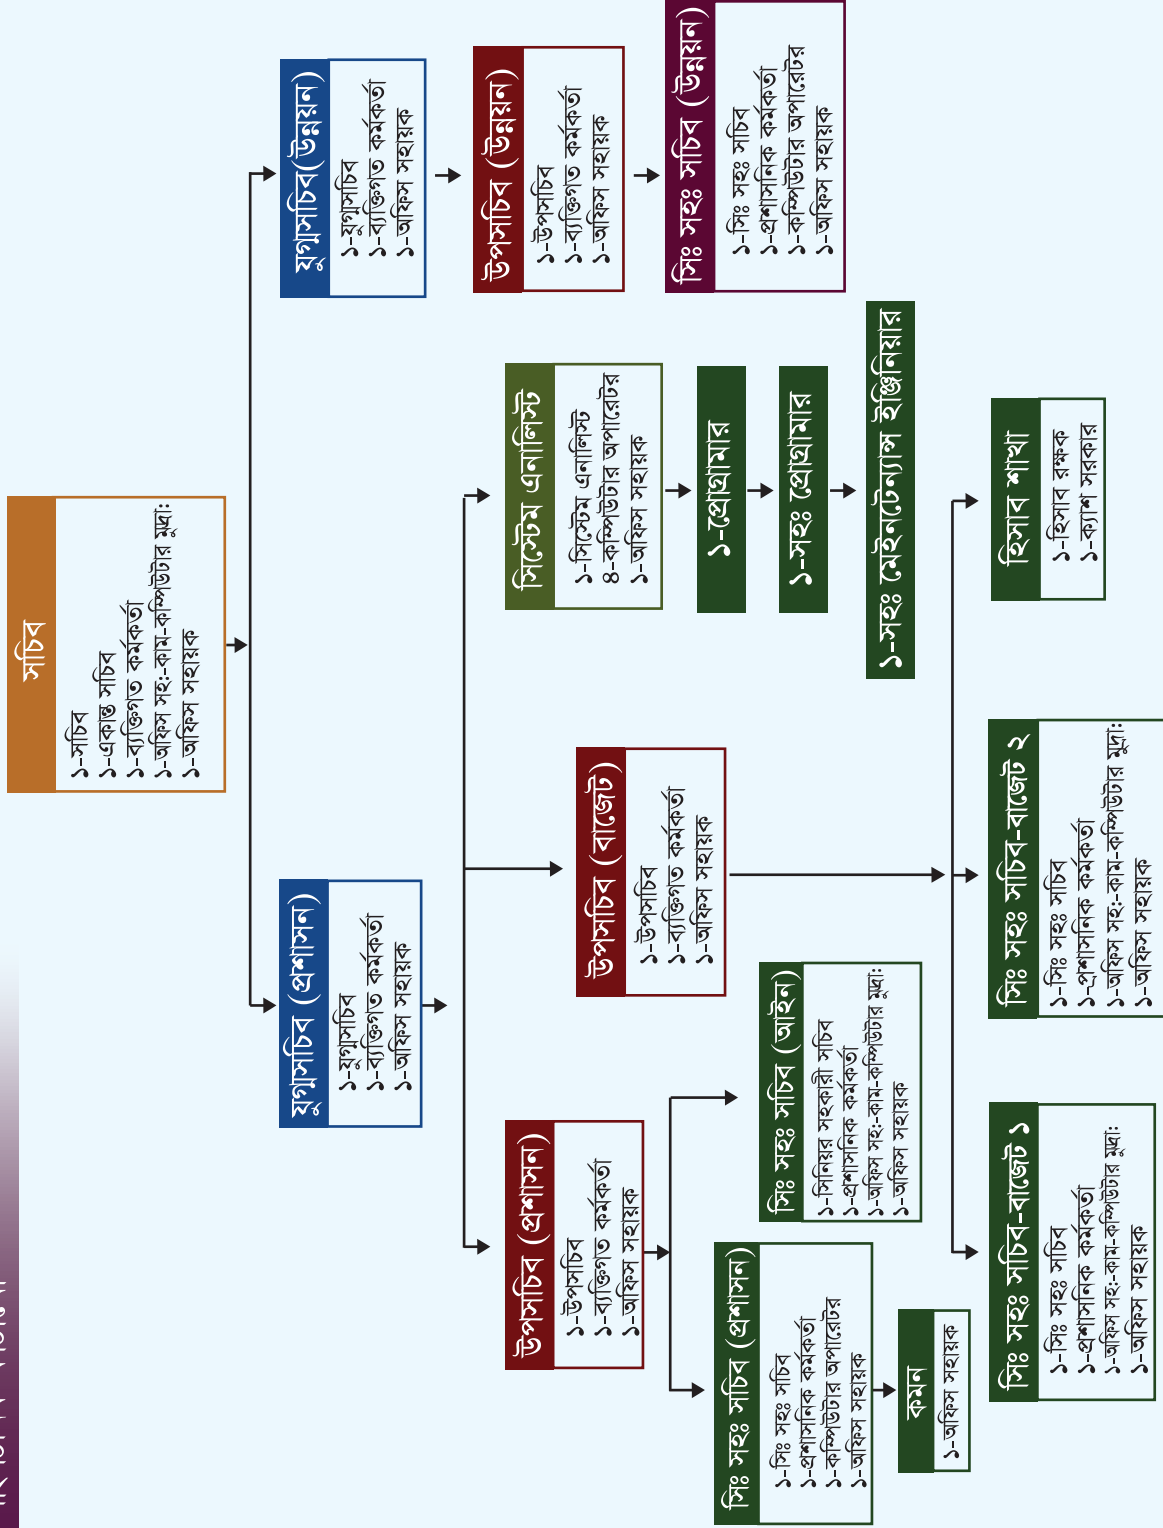 সচিব
১-সচিব
১-একান্ত সচিব
১-ব্যক্তিগত কর্মকর্তা
১-অফিস সহ:-কাম-কম্পিউটার মুদ্রা:
১-অফিস সহায়ক
যুগ্মসচিব (প্রশাসন)
১-যুগ্মসচিব
১-ব্যক্তিগত কর্মকর্তা
১-অফিস সহায়ক
যুগ্মসচিব(উন্নয়ন)
১-যুগ্মসচিব
১-ব্যক্তিগত কর্মকর্তা
১-অফিস সহায়ক
উপসচিব (প্রশাসন)
১-উপসচিব
১-ব্যক্তিগত কর্মকর্তা
১-অফিস সহায়ক
উপসচিব (বাজেট)
১-উপসচিব
১-ব্যক্তিগত কর্মকর্তা
১-অফিস সহায়ক
সিস্টেম এনালিস্ট
১-সিস্টেম এনালিস্ট
৪-কম্পিউটার অপারেটর
১-অফিস সহায়ক
উপসচিব (উন্নয়ন)
১-উপসচিব
১-ব্যক্তিগত কর্মকর্তা
১-অফিস সহায়ক
সিঃ সহঃ সচিব (প্রশাসন)
১-সিঃ সহঃ সচিব
১-প্রশাসনিক কর্মকর্তা
১-কম্পিউটার অপারেটর
১-অফিস সহায়ক
সিঃ সহঃ সচিব (আইন)
১-সিনিয়র সহকারী সচিব
১-প্রশাসনিক কর্মকর্তা
১-অফিস সহ:-কাম-কম্পিউটার মুদ্রা:
১-অফিস সহায়ক
১-প্রোগ্রামার
১-সহঃ প্রোগ্রামার
১-সহঃ মেইনটেন্যান্স ইঞ্জিনিয়ার
সিঃ সহঃ সচিব (উন্নয়ন)
১-সিঃ সহঃ সচিব
১-প্রশাসনিক কর্মকর্তা
১-কম্পিউটার অপারেটর
১-অফিস সহায়ক
কমন
১-অফিস সহায়ক
সিঃ সহঃ সচিব-বাজেট ১
১-সিঃ সহঃ সচিব
১-প্রশাসনিক কর্মকর্তা
১-অফিস সহ:-কাম-কম্পিউটার মুদ্রা:
১-অফিস সহায়ক
সিঃ সহঃ সচিব-বাজেট ২
১-সিঃ সহঃ সচিব
১-প্রশাসনিক কর্মকর্তা
১-অফিস সহ:-কাম-কম্পিউটার মুদ্রা:
১-অফিস সহায়ক
হিসাব শাখা
১-হিসাব রক্ষক
১-ক্যাশ সরকার